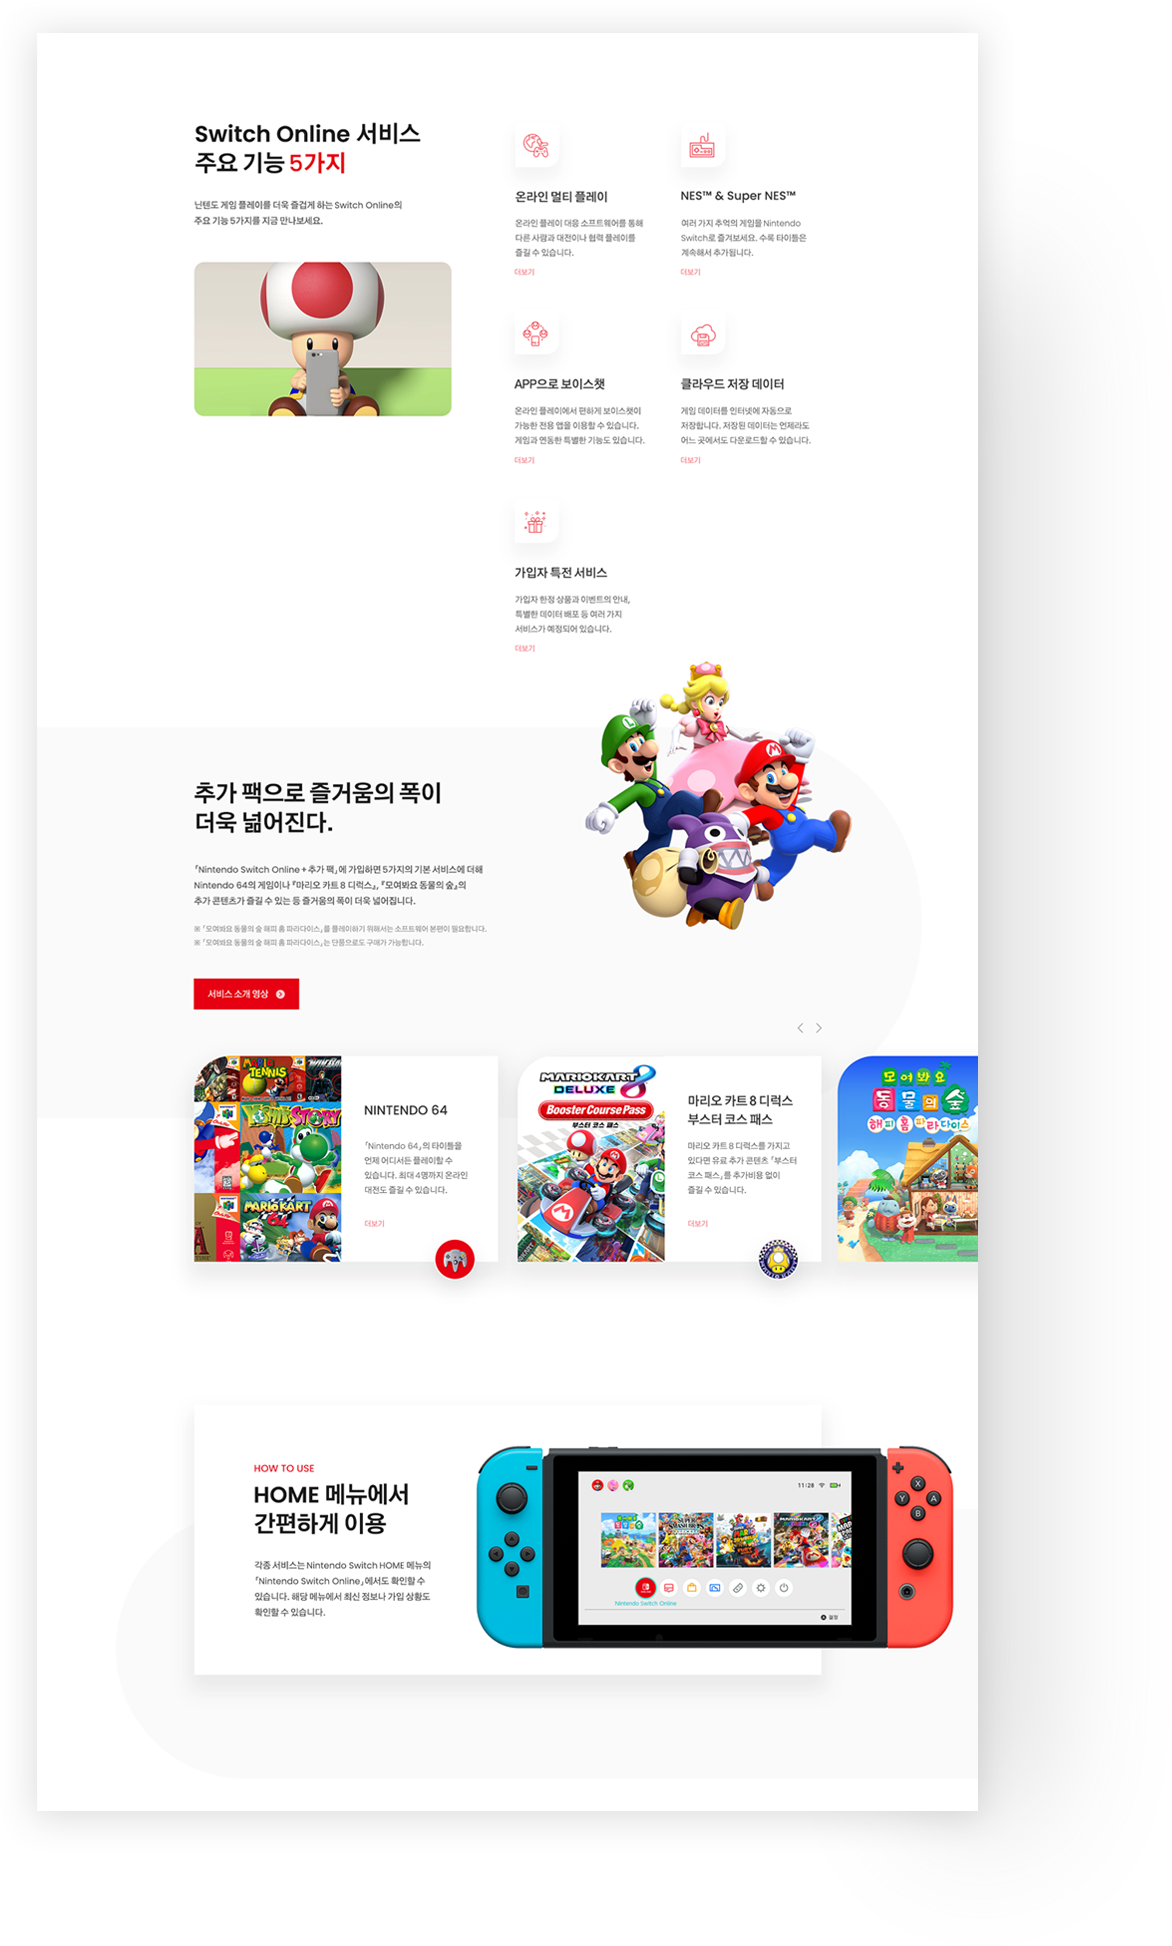 Switch Online 서비스
주요 기능 5가지
닌텐도 게임 플레이를 더욱 즐겁게 하는 Switch Online의
주요 기능 5가지를 지금 만나보세요.
온라인 멀티 플레이
온라인 플레이 대응 소프트웨어를 통해
다른 사람과 대전이나 협력 플레이를
즐길 수 있습니다.
더보기
NES™ & Super NES™
여러 가지 추억의 게임을 Nintendo
Switch로 즐겨보세요. 수록 타이틀은
계속해서 추가됩니다.
더보기
APP으로 보이스챗
온라인 플레이에서 편하게 보이스챗이
가능한 전용 앱을 이용할 수 있습니다.
게임과 연동한 특별한 기능도 있습니다.
더보기
클라우드 저장 데이터
게임 데이터를 인터넷에 자동으로
저장합니다. 저장된 데이터는 언제라도
어느 곳에서도 다운로드할 수 있습니다.
더보기
가입자 특전 서비스
가입자 한정 상품과 이벤트의 안내,
특별한 데이터 배포 등 여러 가지
서비스가 예정되어 있습니다.
더보기
추가 팩으로 즐거움의 폭이
더욱 넓어진다.
「Nintendo Switch Online + 추가 팩」에 가입하면 5가지의 기본 서비스에 더해
Nintendo 64의 게임이나 『마리오 카트 8 디럭스』, 『모여봐요 동물의 숲』의
추가 콘텐츠가 즐길 수 있는 등 즐거움의 폭이 더욱 넓어집니다.
※ 「모여봐요 동물의 숲 해피 홈 파라다이스」를 플레이하기 위해서는 소프트웨어 본편이 필요합니다.
※ 「모여봐요 동물의 숲 해피 홈 파라다이스」는 단품으로도 구매가 가능합니다.
서비스 소개 영상
MARIO
TENNIS
YOSHI'S STORY
MARIO KART
64
NINTENDO 64
「Nintendo 64」의 타이틀을
언제 어디서든 플레이할 수
있습니다. 최대 4명까지 온라인
대전도 즐길 수 있습니다.
더보기
MARIOKART 8
DELUXE
Booster Course Pass
부스터 코스 패스
마리오 카트 8 디럭스
부스터 코스 패스
마리오 카트 8 디럭스를 가지고
있다면 유료 추가 콘텐츠 「부스터
코스 패스」를 추가비용 없이
즐길 수 있습니다.
더보기
모여봐요
동물의 숲
해피 홈 파라다이스
HOW TO USE
HOME 메뉴에서
간편하게 이용
각종 서비스는 Nintendo Switch HOME 메뉴의
「Nintendo Switch Online」에서도 확인할 수
있습니다. 해당 메뉴에서 최신 정보나 가입 상황도
확인할 수 있습니다.
11:28
Nintendo Switch Online
결정
X
Y
A
B